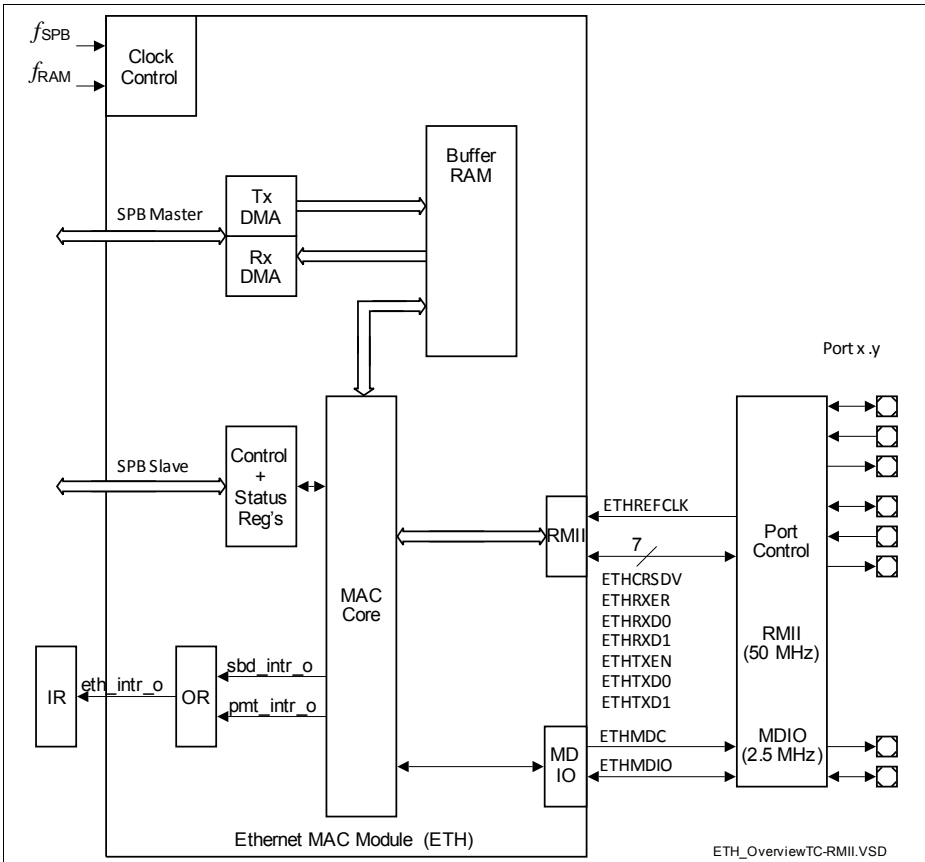 fSPB
fRAM
Clock
Control
Buffer
RAM
Tx
DMA
SPB Master
Rx
DMA
Port x .y
SPB Slave
Control
+
Status
Reg's
ETHREFCLK
RMII
7
Port
Control
ETHCRSDV
ETHRXER
ETHRXD0
ETHRXD1
ETHTXEN
ETHTXD0
ETHTXD1
MAC
Core
RMII
(50 MHz)
sbd_intr_o
eth_intr_o
IR
OR
pmt_intr_o
MD
IO
ETHMDC
ETHMDIO
MDIO
(2.5 MHz)
Ethernet MAC Module (ETH)
ETH_OverviewTC-RMII.VSD